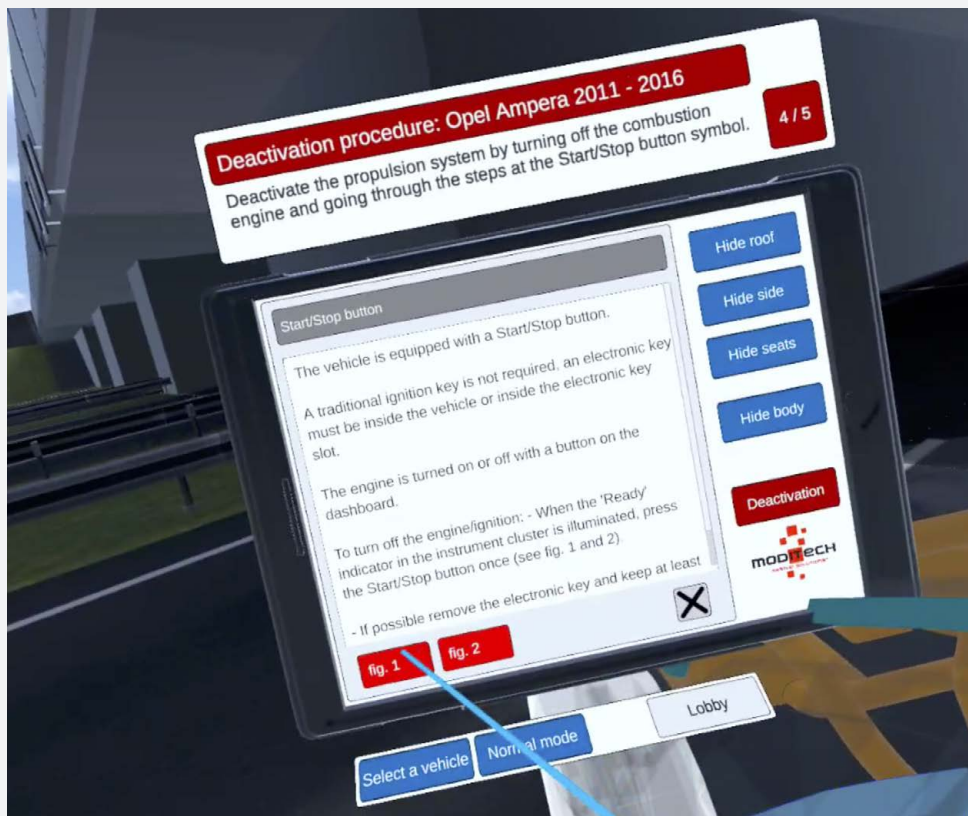 Deactivation procedure: Opel Ampera 2011 - 2016
4 / 5
Deactivate the propulsion system by turning off the combustion
engine and going through the steps at the Start/Stop button symbol.
Start/Stop button
The vehicle is equipped with a Start/Stop button.
A traditional ignition key is not required, an electronic key
must be inside the vehicle or inside the electronic key
slot.
The engine is turned on or off with a button on the
dashboard.
To turn off the engine/ignition: - When the 'Ready'
indicator in the instrument cluster is illuminated, press
the Start/Stop button once (see fig. 1 and 2)
- If possible remove the electronic key and keep at least
fig. 1
fig. 2
Hide roof
Hide side
Hide seats
Hide body
Deactivation
MODITECH
Select a vehicle
Normal mode
Lobby